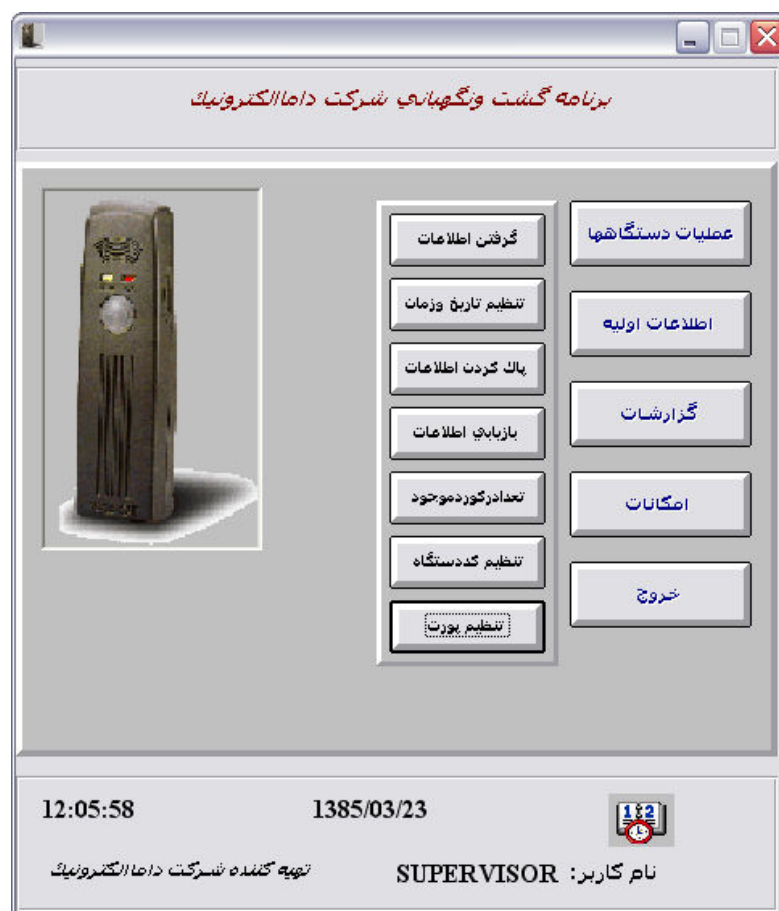 برنامه گشت ونگهباني شركت داماالكترونيك
عمليات دستگاهها
اطلاعات اوليه
گزارشات
امكانات
خروج
گرفتن اطلاعات
تنظيم تاريخ وزمان
پاك كردن اطلاعات
بازيابي اطلاعات
تعدادركوردموجود
تنظيم كددستگاه
تنظيم پورت
12:05:58
1385/03/23
نام كاربر: SUPERVISOR
تهيه كننده شركت داماالكترونيك